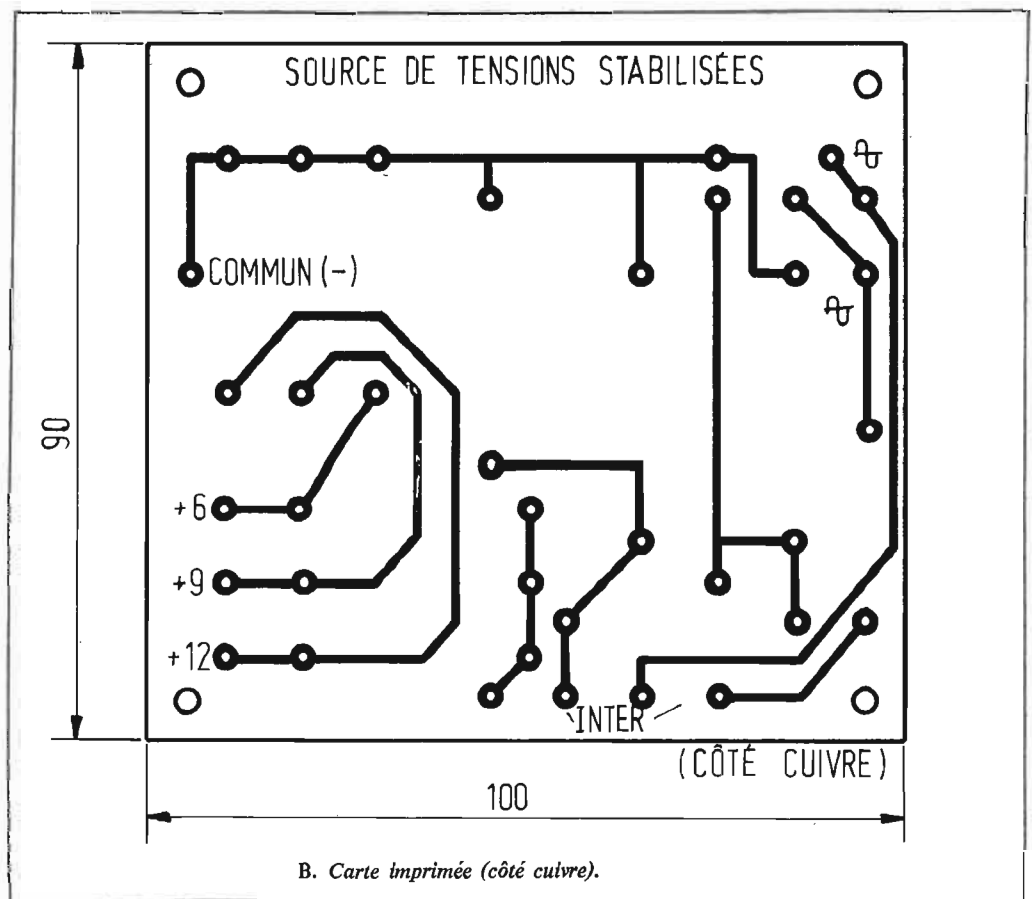 SOURCE DE TENSIONS STABILISÉES
COMMUN (-)
90
+6
+9
+12
INTER
(CÔTÉ CUIVRE)
100
B. Carte imprimée (côté cuivre).